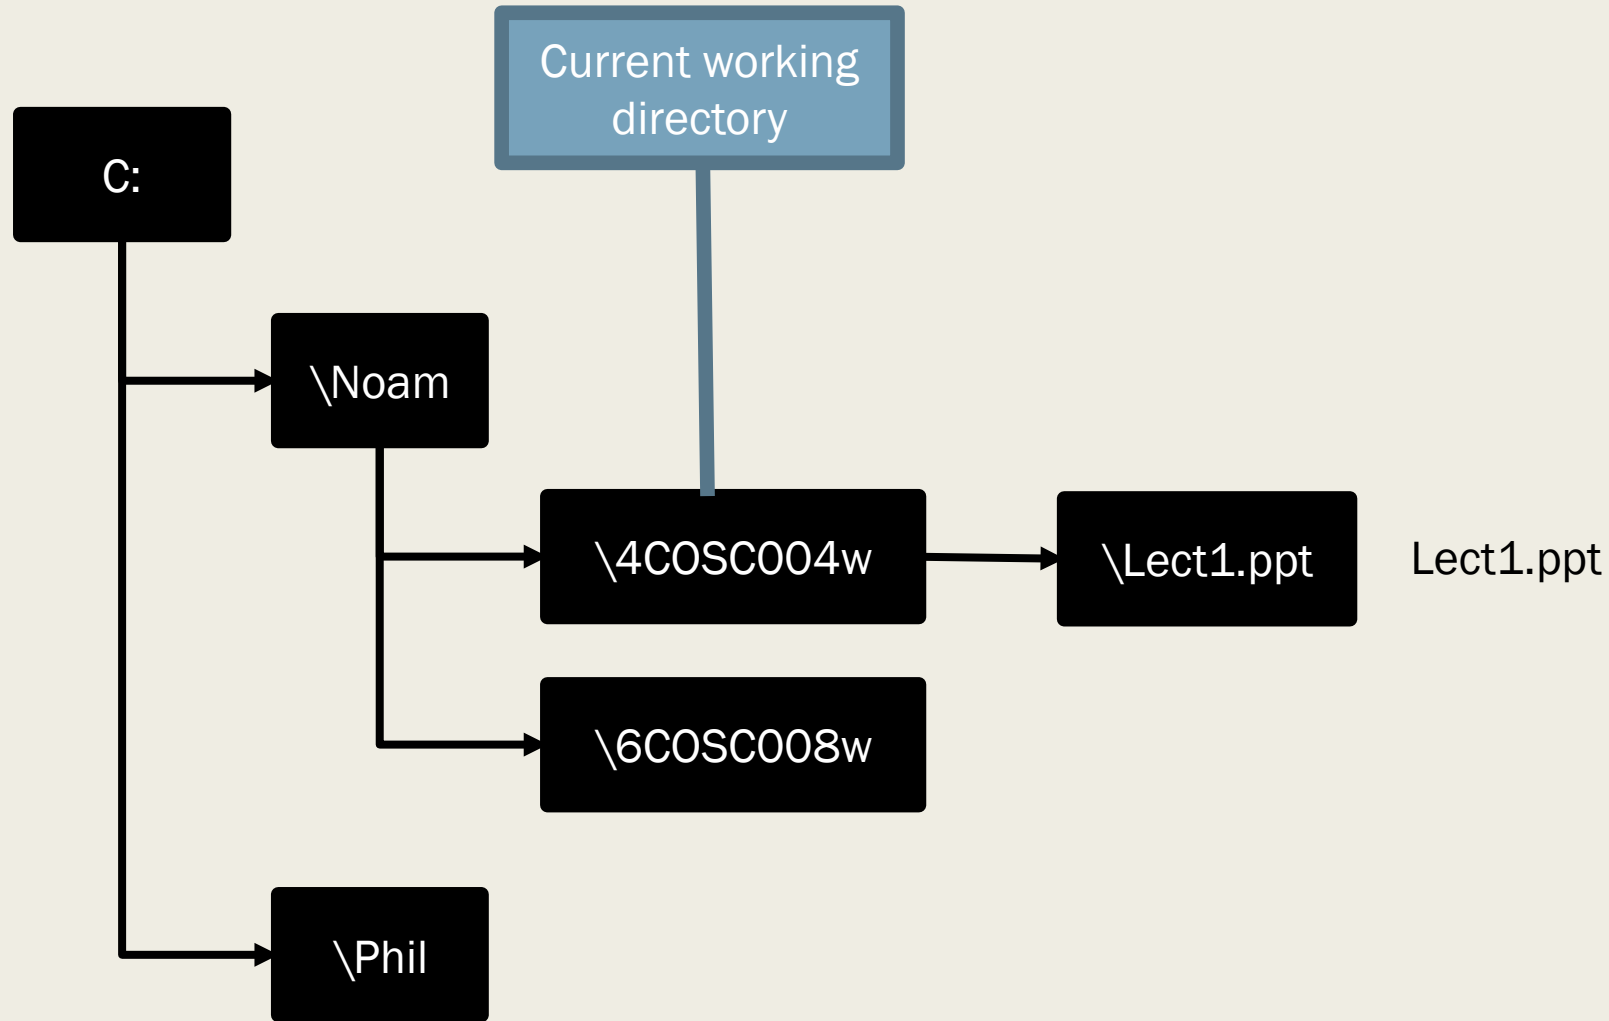 Current working
directory
C:
\Noam
\4COSC004w
\Lect1.ppt
Lect1.ppt
\6COSC008w
\Phil